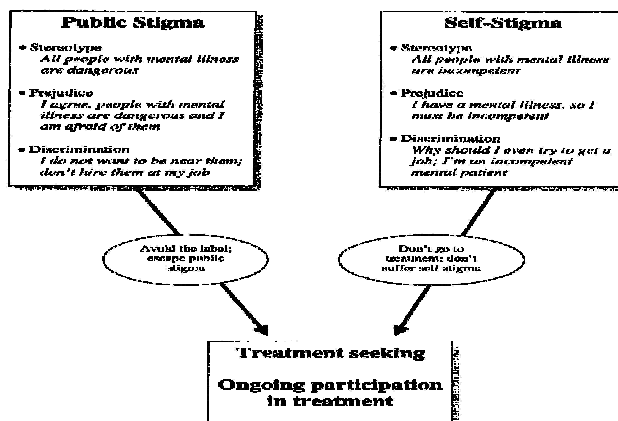 Public Stigma
• Stereotype
All people with mental illness
are dangerous
• Prejudice
I agree, people with mental
illness are dangerous and I
am afraid of them
• Discrimination
I do not want to be near them;
don't hire them at my job
Self-Stigma
• Stereotype
All people with mental illness
are incompetent
• Prejudice
I have a mental illness, so I
must be incompetent
• Discrimination
Why should I even try to get a
job; I'm an incompetent
mental patient
Avoid the label;
escape public
stigma
Don't go to
treatment; don't
suffer self stigma
Treatment seeking
Ongoing participation
in treatment